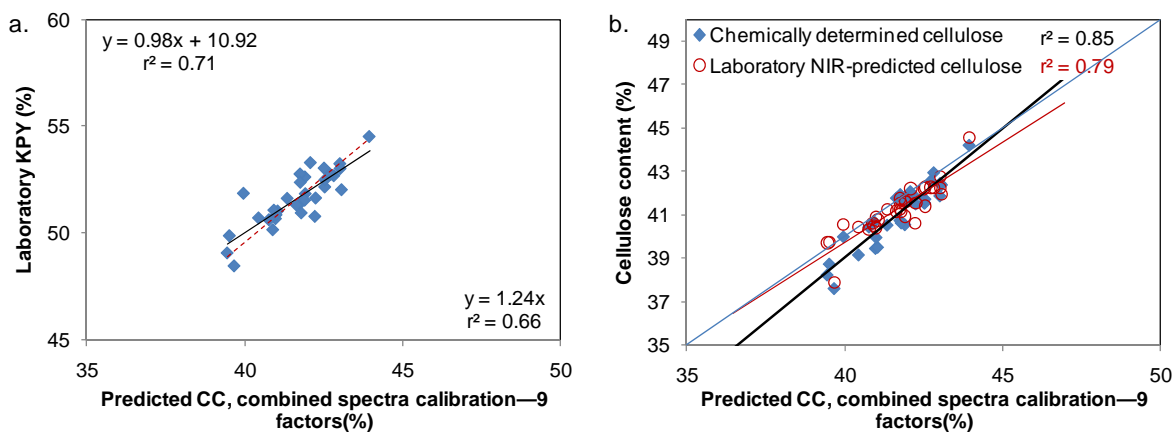 a.
60
55
50
45
35
40
45
50
Laboratory KPY (%)
y = 0.98x + 10.92
r² = 0.71
y = 1.24x
r² = 0.66
Predicted CC, combined spectra calibration—9
factors(%)
b.
49
47
45
43
41
39
37
35
35
40
45
50
Cellulose content (%)
Chemically determined cellulose
r² = 0.85
Laboratory NIR-predicted cellulose
r² = 0.79
Predicted CC, combined spectra calibration—9
factors(%)